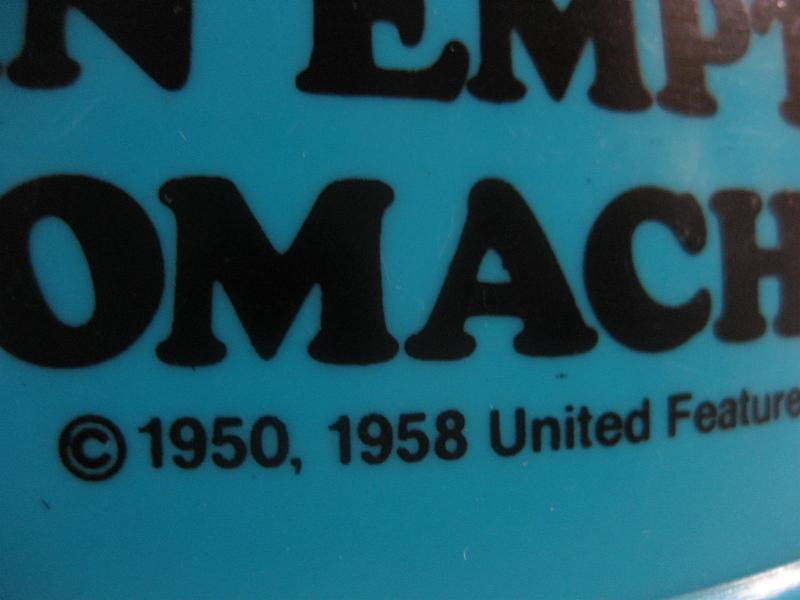 N EMPT
OMACH
© 1950, 1958 United Feature